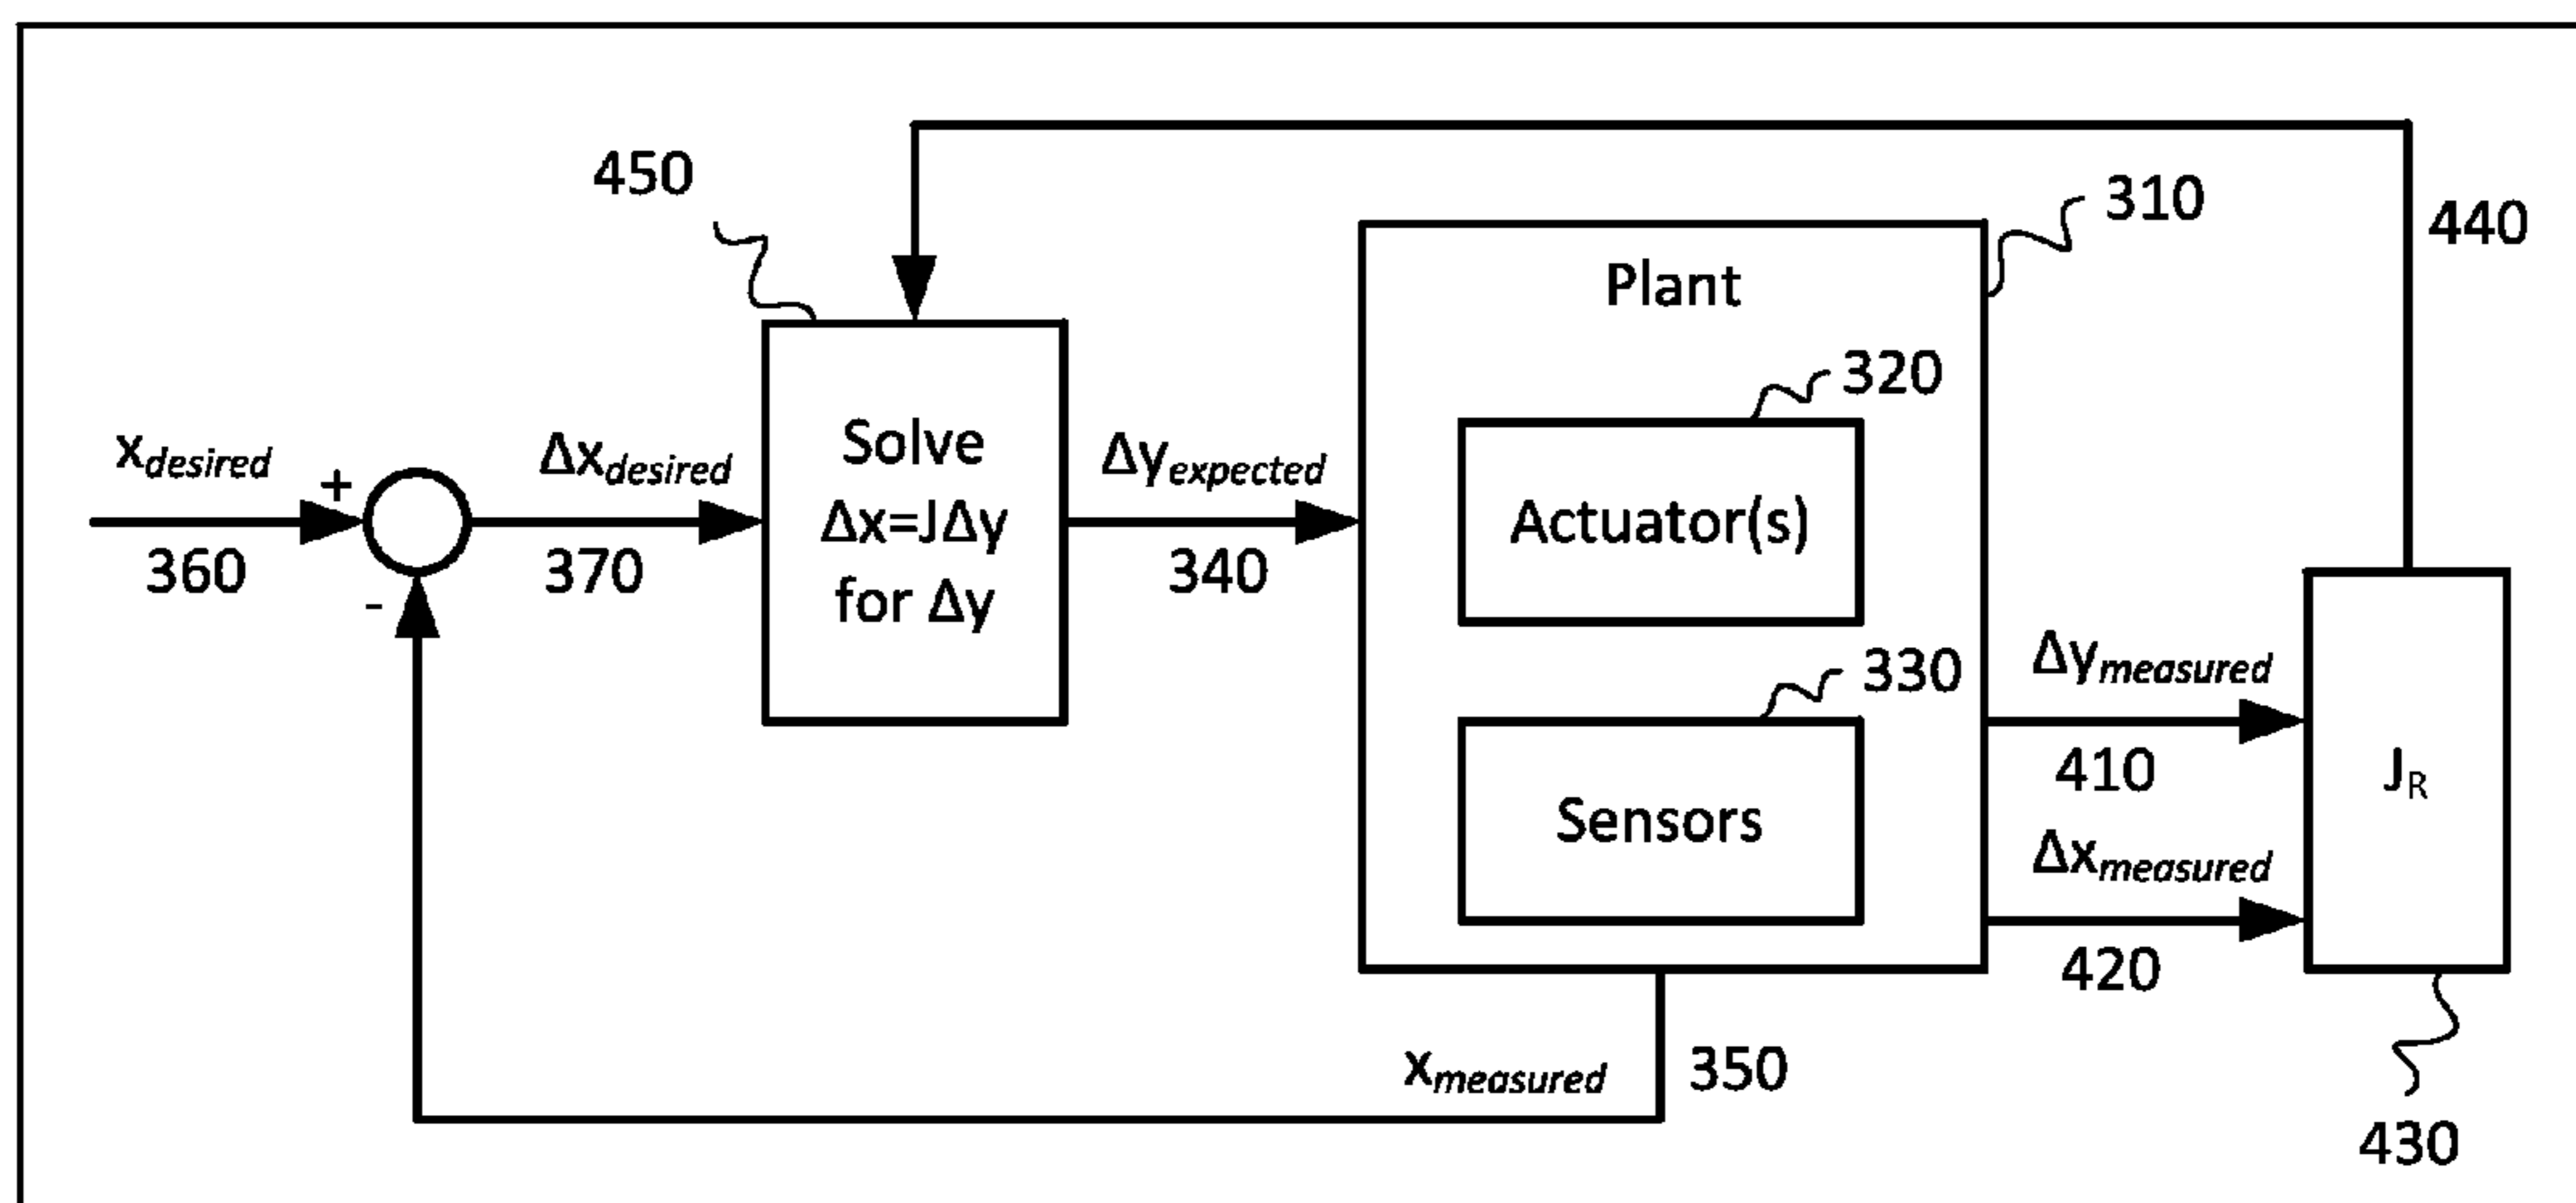 450
310
440
Plant
320
x_desired
+
Δx_desired
Solve
Δx=JΔy
for Δy
Δy_expected
Actuator(s)
360
370
340
-
330
Δy_measured
Sensors
410
J_R
Δx_measured
420
x_measured
350
430